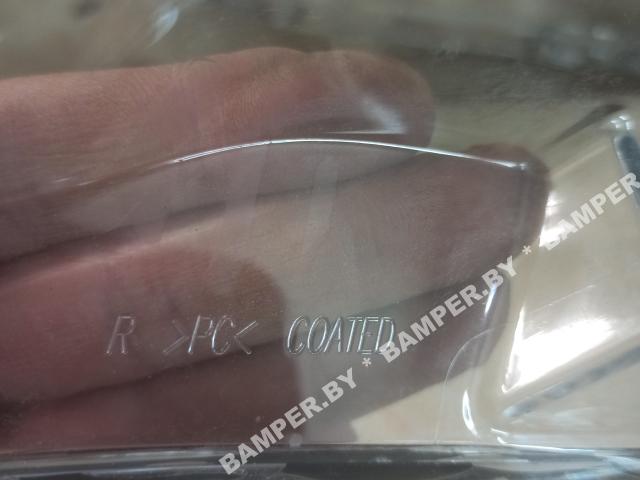 R >PC< COATED
BAMPER.BY * BAMPER.BY * BAMPER